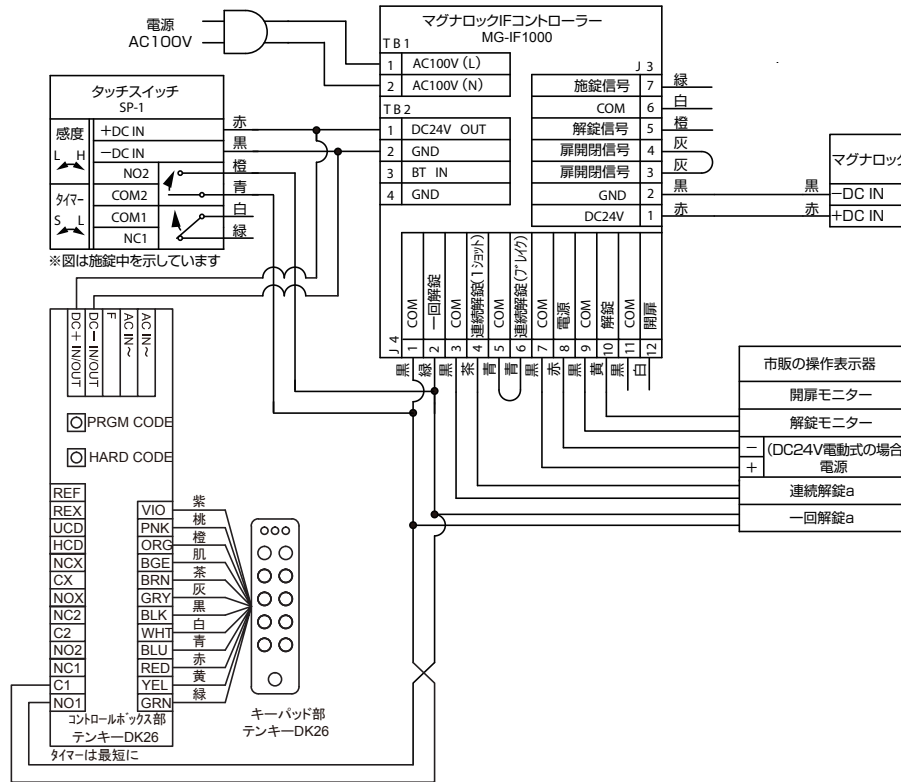 電源
AC100V
マグナロックIFコントローラー
MG-IF1000
TB1
1 AC100V (L)
2 AC100V (N)
TB2
1 DC24V OUT
2 GND
3 BT IN
4 GND
J3
施錠信号 7 緑
COM 6 白
解錠信号 5 橙
扉開閉信号 4 灰
扉開閉信号 3 灰
GND 2 黒
DC24V 1 赤
マグナロック
黒 −DC IN
赤 +DC IN
タッチスイッチ
SP-1
感度
L H
タイマー
S L
+DC IN 赤
−DC IN 黒
NO2 橙
COM2 青
COM1 白
NC1 緑
※図は施錠中を示しています
J4
1 COM 黒
2 一回解錠 緑
3 COM 黒
4 連続解錠(1ショット) 茶
5 COM 青
6 連続解錠(ブレイク) 青
7 COM 黒
8 電源 赤
9 COM 黒
10 解錠 黄
11 COM 黒
12 開扉 白
市販の操作表示器
開扉モニター
解錠モニター
− (DC24V電動式の場合
+ 電源
連続解錠a
一回解錠a
DC+ IN/OUT
DC− IN/OUT
F
AC IN~
AC IN~
PRGM CODE
HARD CODE
REF
REX
UCD
HCD
NCX
CX
NOX
NC2
C2
NO2
NC1
C1
NO1
VIO 紫
PNK 桃
ORG 橙
BGE 肌
BRN 茶
GRY 灰
BLK 黒
WHT 白
BLU 青
RED 赤
YEL 黄
GRN 緑
コントロールボックス部
テンキーDK26
タイマーは最短に
キーパッド部
テンキーDK26